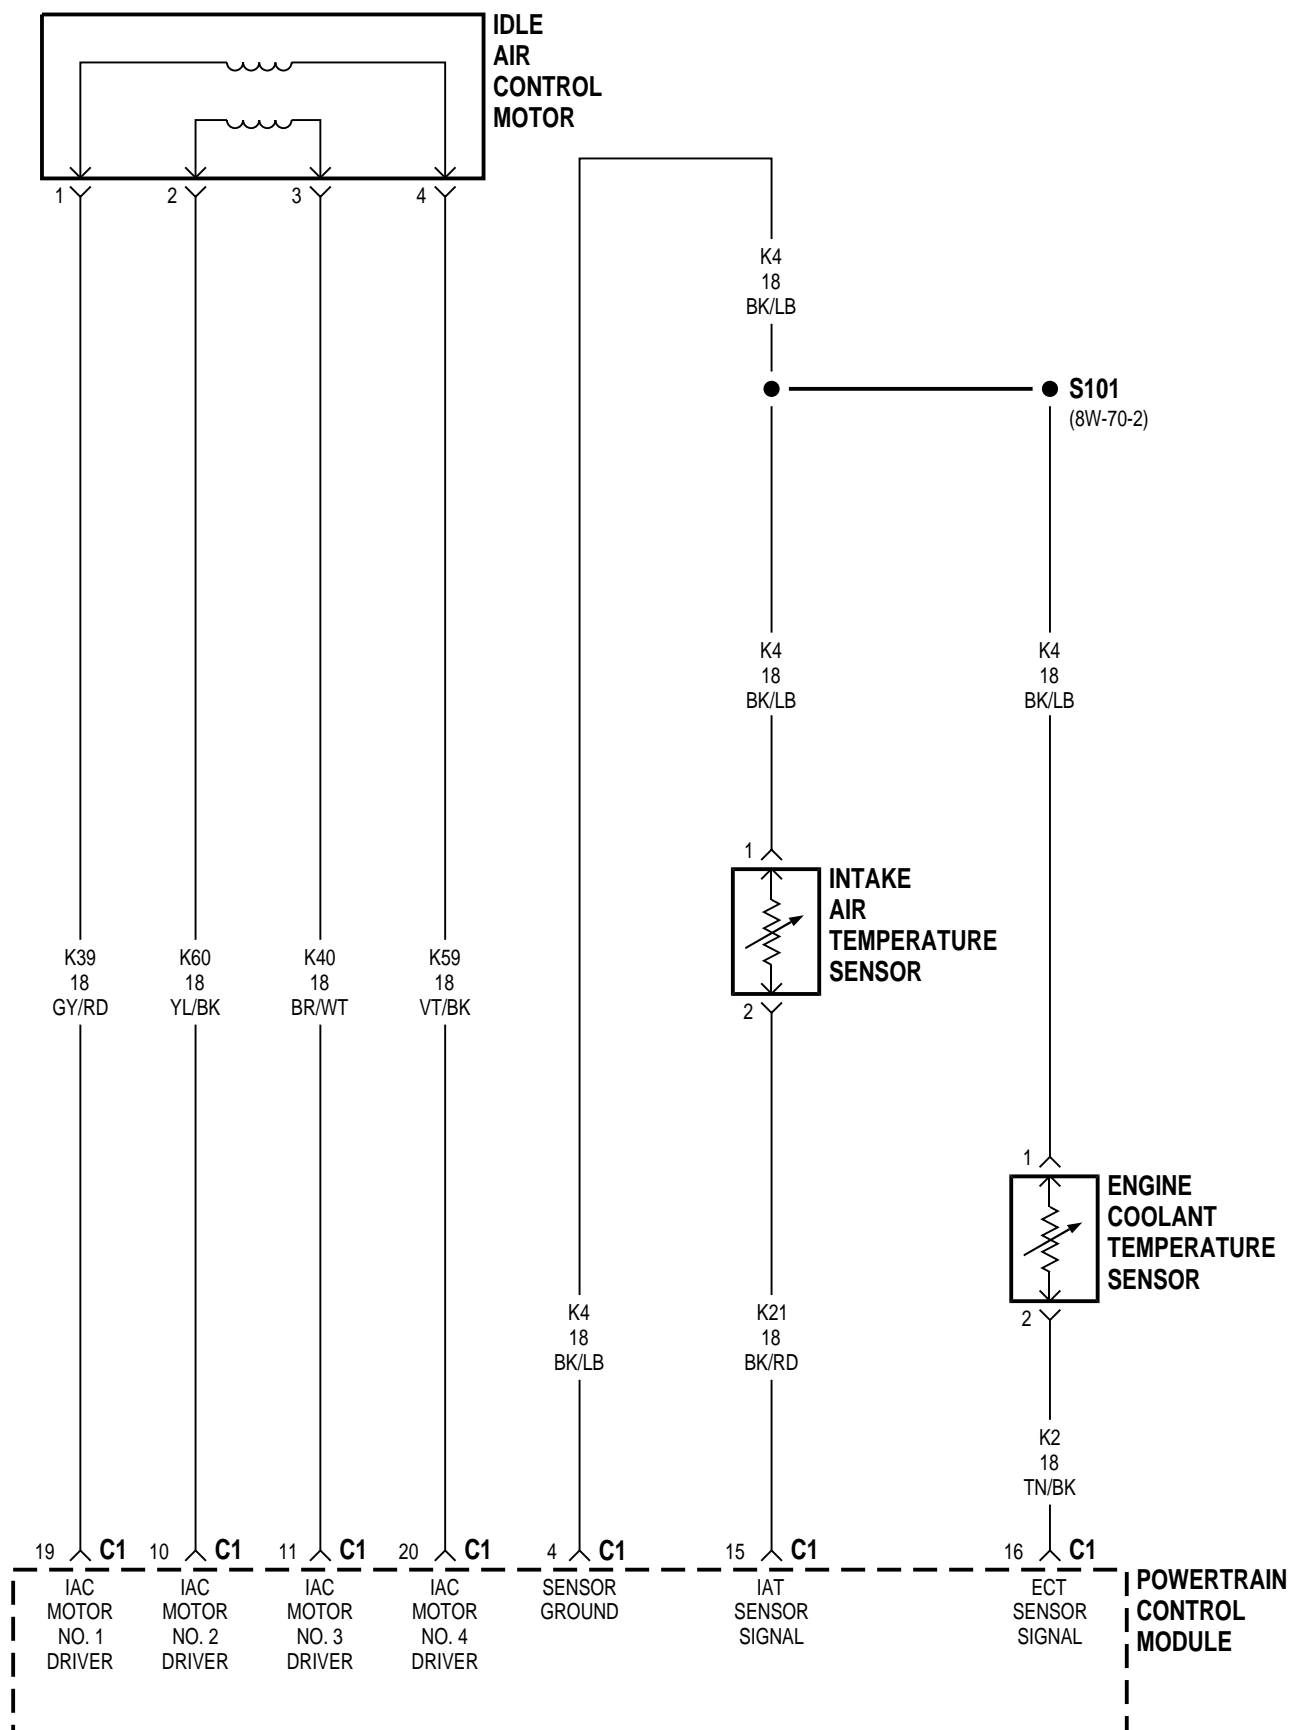 IDLE
AIR
CONTROL
MOTOR
1
2
3
4
K4
18
BK/LB
S101
(8W-70-2)
K4
18
BK/LB
K4
18
BK/LB
1
INTAKE
AIR
TEMPERATURE
SENSOR
2
K39
18
GY/RD
K60
18
YL/BK
K40
18
BR/WT
K59
18
VT/BK
1
ENGINE
COOLANT
TEMPERATURE
SENSOR
2
K4
18
BK/LB
K21
18
BK/RD
K2
18
TN/BK
19 C1
10 C1
11 C1
20 C1
4 C1
15 C1
16 C1
IAC
MOTOR
NO. 1
DRIVER
IAC
MOTOR
NO. 2
DRIVER
IAC
MOTOR
NO. 3
DRIVER
IAC
MOTOR
NO. 4
DRIVER
SENSOR
GROUND
IAT
SENSOR
SIGNAL
ECT
SENSOR
SIGNAL
POWERTRAIN
CONTROL
MODULE